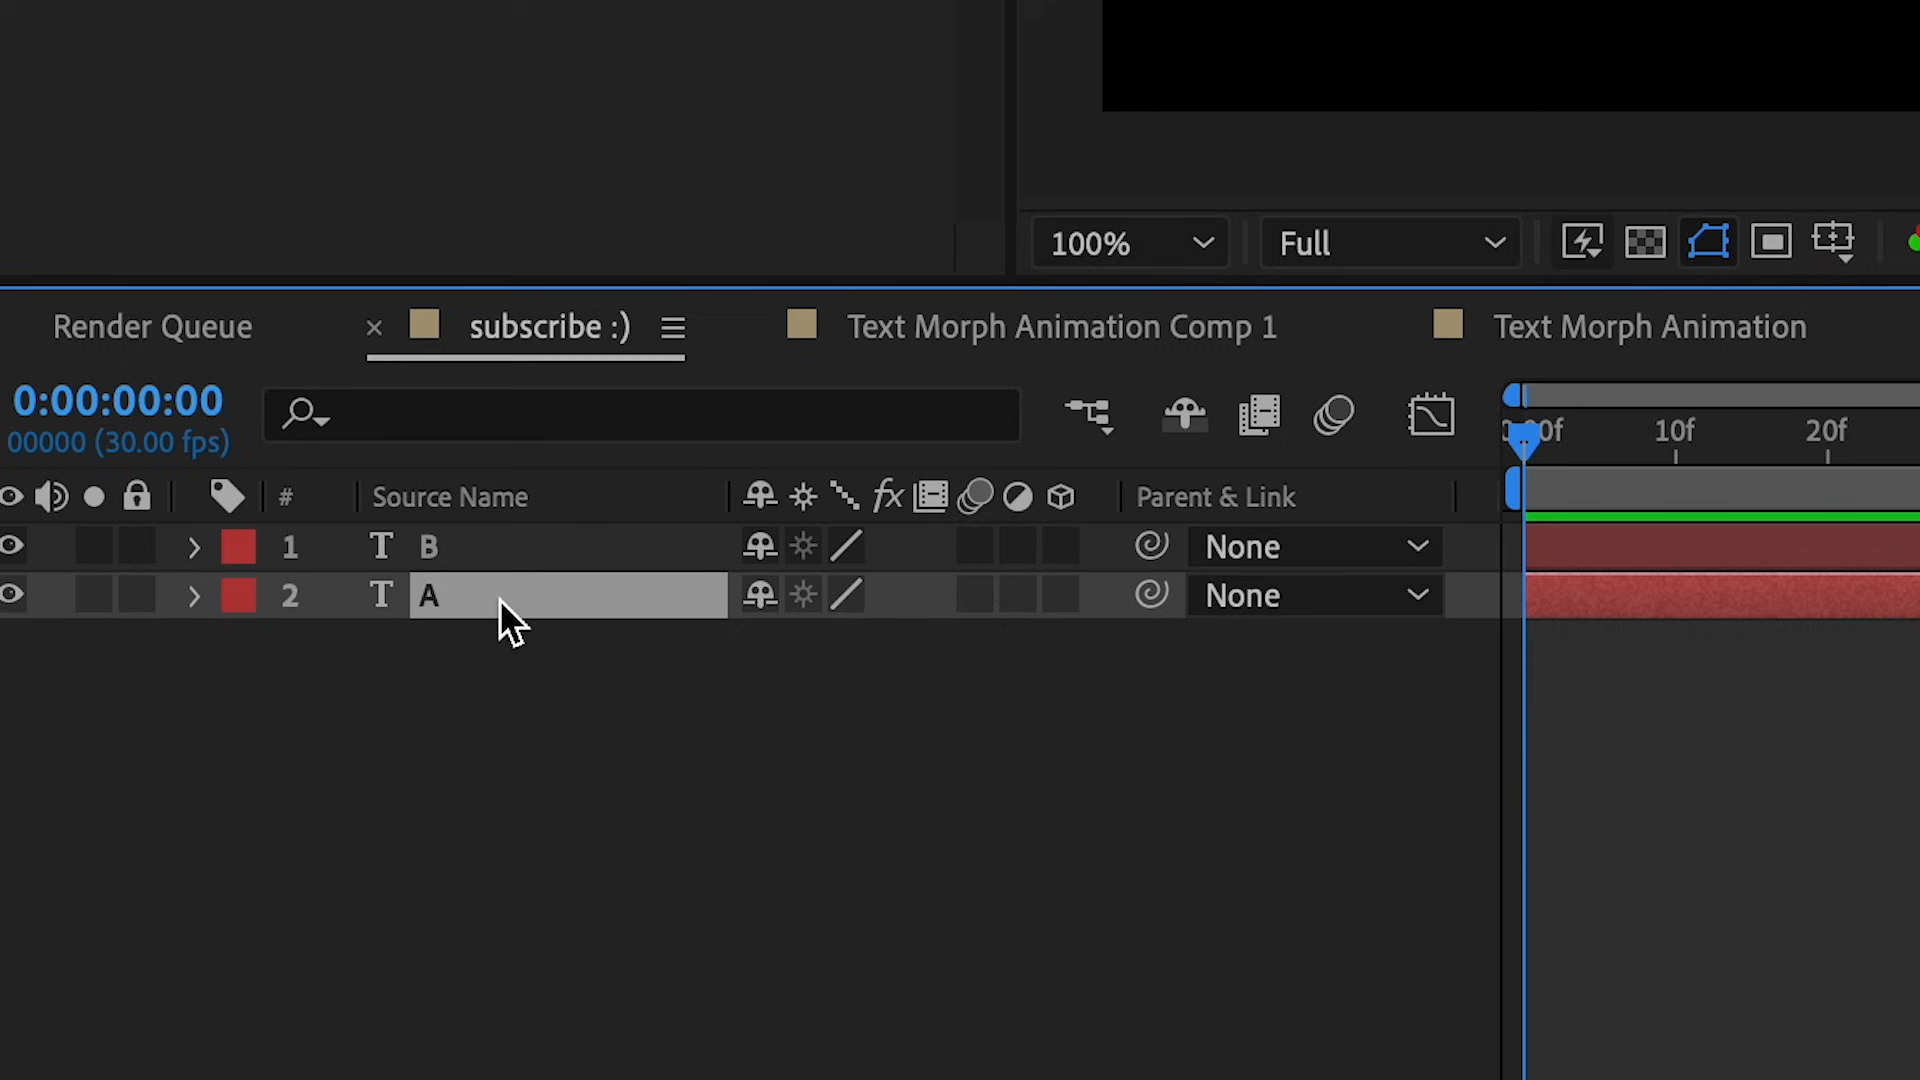 100%
Full
Render Queue
× subscribe :)
Text Morph Animation Comp 1
Text Morph Animation
0:00:00:00
00000 (30.00 fps)
10f
20f
#
Source Name
fx
Parent & Link
1 T B
None
2 T A
None